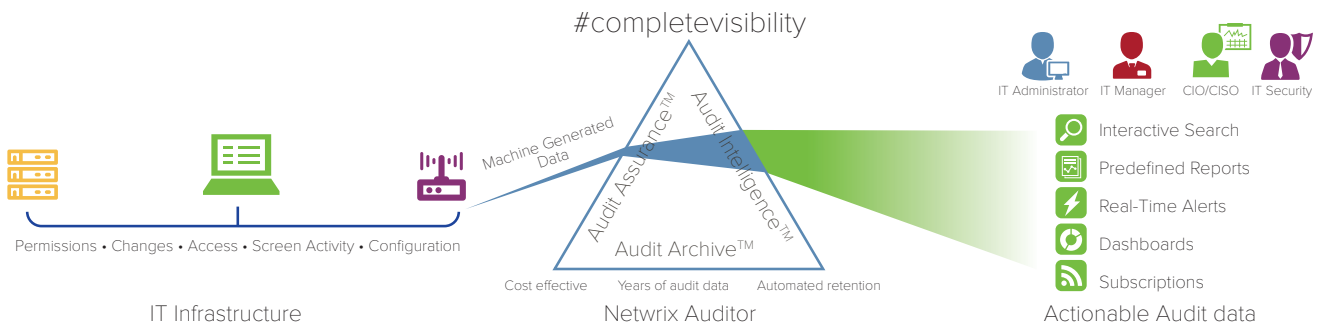 #completevisibility
Permissions • Changes • Access • Screen Activity • Configuration
IT Infrastructure
Machine Generated
Data
Audit Assurance™
Audit Intelligence™
Audit Archive™
Cost effective
Years of audit data
Automated retention
Netwrix Auditor
IT Administrator
IT Manager
CIO/CISO
IT Security
Interactive Search
Predefined Reports
Real-Time Alerts
Dashboards
Subscriptions
Actionable Audit data